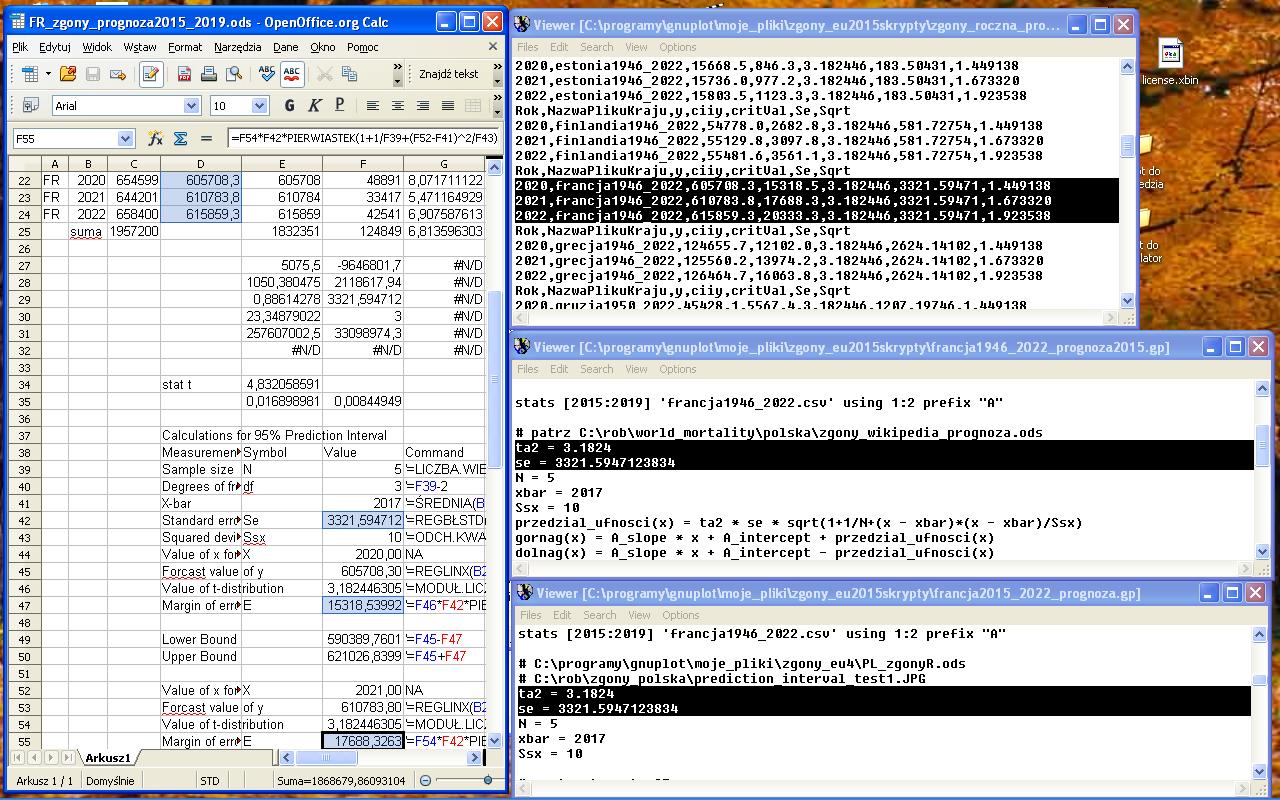 FR_zgony_prognoza2015_2019.ods - OpenOffice.org Calc
Plik Edytuj Widok Wstaw Format Narzędzia Dane Okno Pomoc
Znajdź tekst
Arial 10
F55 =F54*F42*PIERWIASTEK(1+1/F39+(F52-F41)^2/F43)
A B C D E F G
22 FR 2020 654599 605708,3 605708 48891 8,071711122
23 FR 2021 644201 610783,8 610784 33417 5,471164929
24 FR 2022 658400 615859,3 615859 42541 6,907587613
25 suma 1957200 1832351 124849 6,813596303
26
27 5075,5 -9646801,7 #N/D
28 1050,380475 2118617,94 #N/D
29 0,88614278 3321,594712 #N/D
30 23,34879022 3 #N/D
31 257607002,5 33098974,3 #N/D
32 #N/D #N/D #N/D
33
34 stat t 4,832058591
35 0,016898981 0,00844949
36
37 Calculations for 95% Prediction Interval
38 Measuremen Symbol Value Command
39 Sample size N 5 '=LICZBA.WIE
40 Degrees of fr df 3 '=F39-2
41 X-bar 2017 '=ŚREDNIA(B
42 Standard erro Se 3321,594712 '=REGBŁSTD(
43 Squared devi Ssx 10 '=ODCH.KWA
44 Value of x for X 2020,00 NA
45 Forcast value of y 605708,30 '=REGLINX(B2
46 Value of t-distribution 3,182446305 '=MODUŁ.LIC
47 Margin of erro E 15318,53992 '=F46*F42*PIE
48
49 Lower Bound 590389,7601 '=F45-F47
50 Upper Bound 621026,8399 '=F45+F47
51
52 Value of x for X 2021,00 NA
53 Forcast value of y 610783,80 '=REGLINX(B2
54 Value of t-distribution 3,182446305 '=MODUŁ.LIC
55 Margin of erro E 17688,3263 '=F54*F42*PIE
Arkusz1
Arkusz 1 / 1 Domyślnie STD Suma=1868679,86093104
Viewer [C:\programy\gnuplot\moje_pliki\zgony_eu2015skrypty\zgony_roczna_pro...
Files Edit Search View Options
2020,estonia1946_2022,15668.5,846.3,3.182446,183.50431,1.449138
2021,estonia1946_2022,15736.0,977.2,3.182446,183.50431,1.673320
2022,estonia1946_2022,15803.5,1123.3,3.182446,183.50431,1.923538
Rok,NazwaPlikuKraju,y,ciiy,critVal,Se,Sqrt
2020,finlandia1946_2022,54778.0,2682.8,3.182446,581.72754,1.449138
2021,finlandia1946_2022,55129.8,3097.8,3.182446,581.72754,1.673320
2022,finlandia1946_2022,55481.6,3561.1,3.182446,581.72754,1.923538
Rok,NazwaPlikuKraju,y,ciiy,critVal,Se,Sqrt
2020,francja1946_2022,605708.3,15318.5,3.182446,3321.59471,1.449138
2021,francja1946_2022,610783.8,17688.3,3.182446,3321.59471,1.673320
2022,francja1946_2022,615859.3,20333.3,3.182446,3321.59471,1.923538
Rok,NazwaPlikuKraju,y,ciiy,critVal,Se,Sqrt
2020,grecja1946_2022,124655.7,12102.0,3.182446,2624.14102,1.449138
2021,grecja1946_2022,125560.2,13974.2,3.182446,2624.14102,1.673320
2022,grecja1946_2022,126464.7,16063.8,3.182446,2624.14102,1.923538
Rok,NazwaPlikuKraju,y,ciiy,critVal,Se,Sqrt
2020,gruzja1950_2022,45428.1,5567.4,3.182446,1207.19746,1.449138
Viewer [C:\programy\gnuplot\moje_pliki\zgony_eu2015skrypty\francja1946_2022_prognoza2015.gp]
Files Edit Search View Options
stats [2015:2019] 'francja1946_2022.csv' using 1:2 prefix "A"
# patrz C:\rob\world_mortality\polska\zgony_wikipedia_prognoza.ods
ta2 = 3.1824
se = 3321.5947123834
N = 5
xbar = 2017
Ssx = 10
przedzial_ufnosci(x) = ta2 * se * sqrt(1+1/N+(x - xbar)*(x - xbar)/Ssx)
gornag(x) = A_slope * x + A_intercept + przedzial_ufnosci(x)
dolnag(x) = A_slope * x + A_intercept - przedzial_ufnosci(x)
Viewer [C:\programy\gnuplot\moje_pliki\zgony_eu2015skrypty\francja2015_2022_prognoza.gp]
Files Edit Search View Options
stats [2015:2019] 'francja1946_2022.csv' using 1:2 prefix "A"
# C:\programy\gnuplot\moje_pliki\zgony_eu4\PL_zgonyR.ods
# C:\rob\zgony_polska\prediction_interval_test1.JPG
ta2 = 3.1824
se = 3321.5947123834
N = 5
xbar = 2017
Ssx = 10
license.xbin
t do
edzia
t do
lator